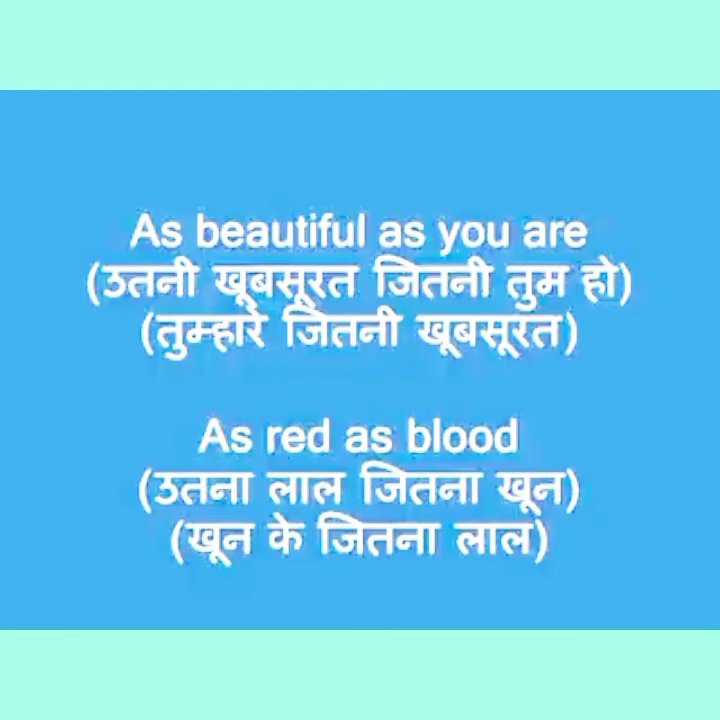 As beautiful as you are
(उतनी खूबसूरत जितनी तुम हो)
(तुम्हारे जितनी खूबसूरत)
As red as blood
(उतना लाल जितना खून)
(खून के जितना लाल)